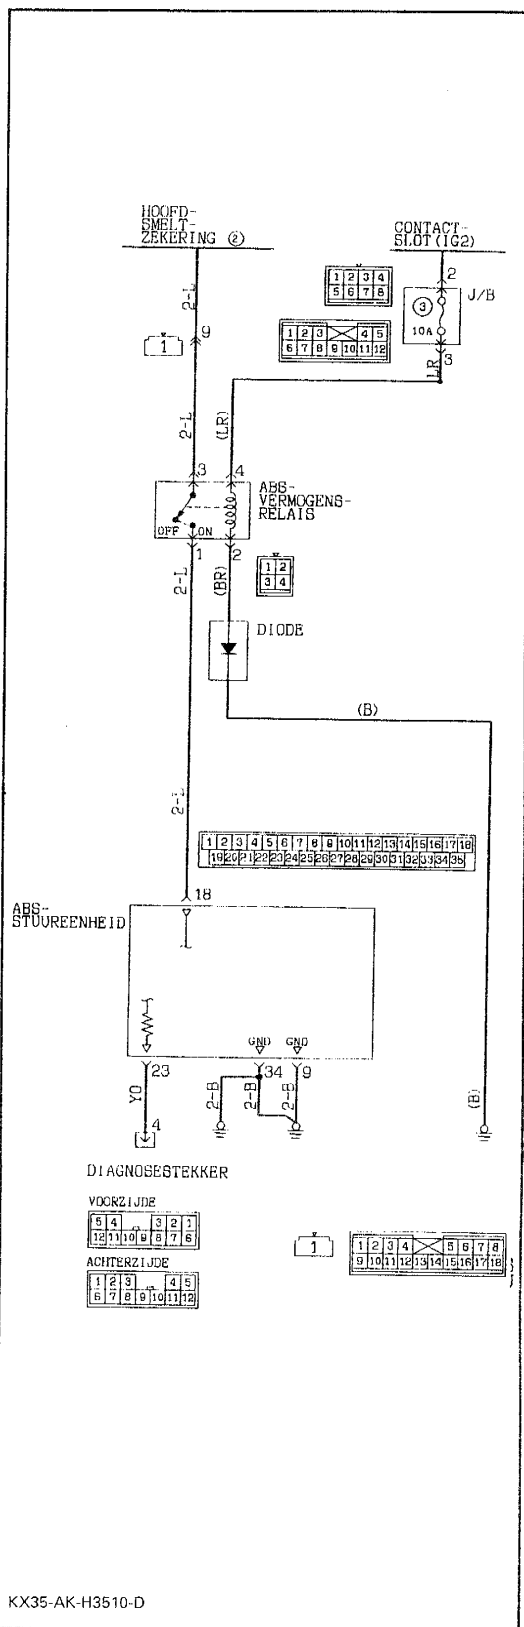 HOOFD-
SMELT-
ZEKERING ②
CONTACT-
SLOT(IG2)
2
1 2 3 4
5 6 7 8
J/B
③
10A
2-L
9
1
1 2 3 4 5
6 7 8 9 10 11 12
3
LR
2-L
(LR)
3
4
ABS-
VERMOGENS-
RELAIS
OFF
ON
1
2
2-L
(BR)
1 2
3 4
DIODE
(B)
2-L
1 2 3 4 5 6 7 8 9 10 11 12 13 14 15 16 17 18
19 20 21 22 23 24 25 26 27 28 29 30 31 32 33 34 35
18
ABS-
STUUREENHEID
GND GND
23
34
9
YO
2-B
2-B
2-B
(B)
4
DIAGNOSESTEKKER
VOORZIJDE
5 4 3 2 1
12 11 10 9 8 7 6
ACHTERZIJDE
1 2 3 4 5
6 7 8 9 10 11 12
1
1 2 3 4 5 6 7 8
9 10 11 12 13 14 15 16 17 18
KX35-AK-H3510-D